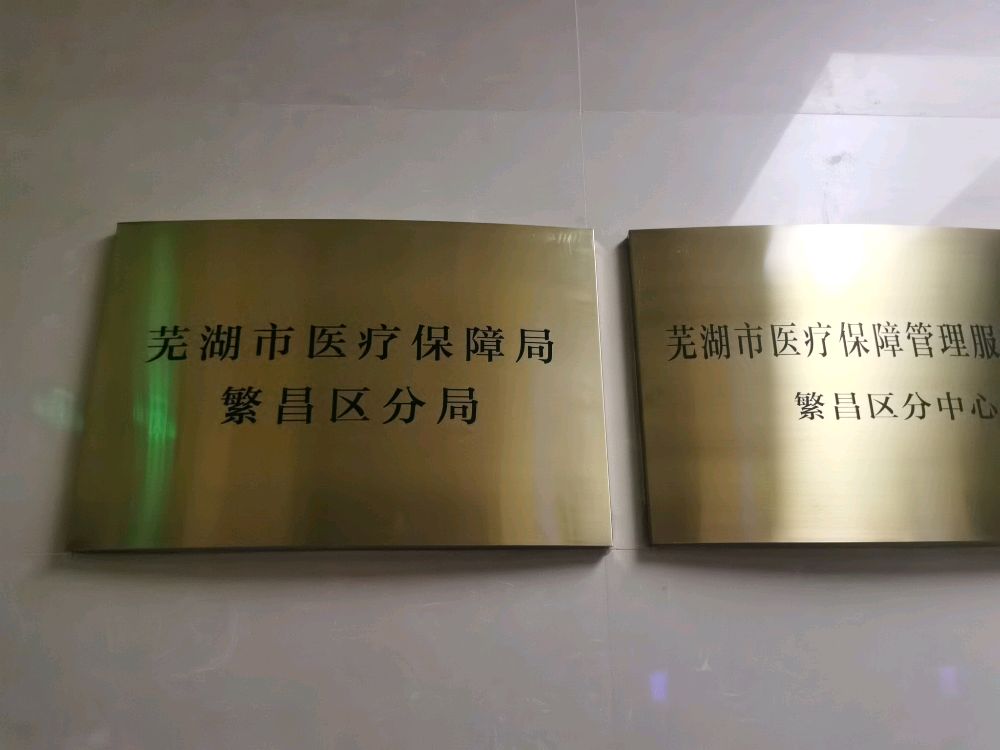 芜湖市医疗保障局
繁昌区分局
芜湖市医疗保障管理服
繁昌区分中心